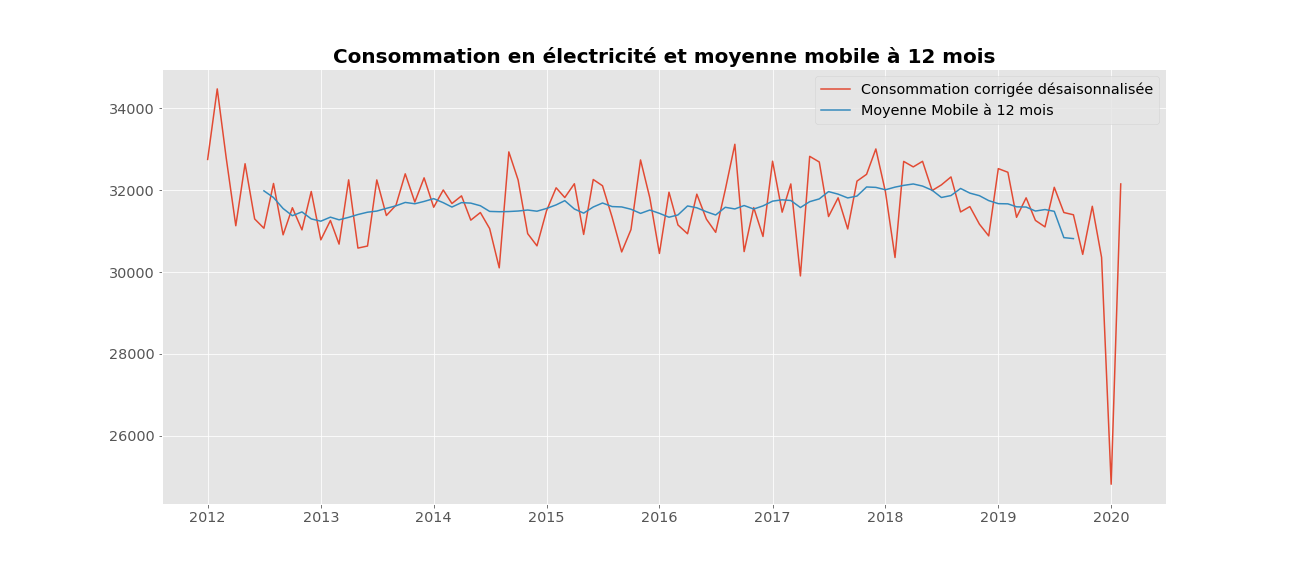 Consommation en électricité et moyenne mobile à 12 mois
Consommation corrigée désaisonnalisée
Moyenne Mobile à 12 mois
34000
32000
30000
28000
26000
2012 2013 2014 2015 2016 2017 2018 2019 2020